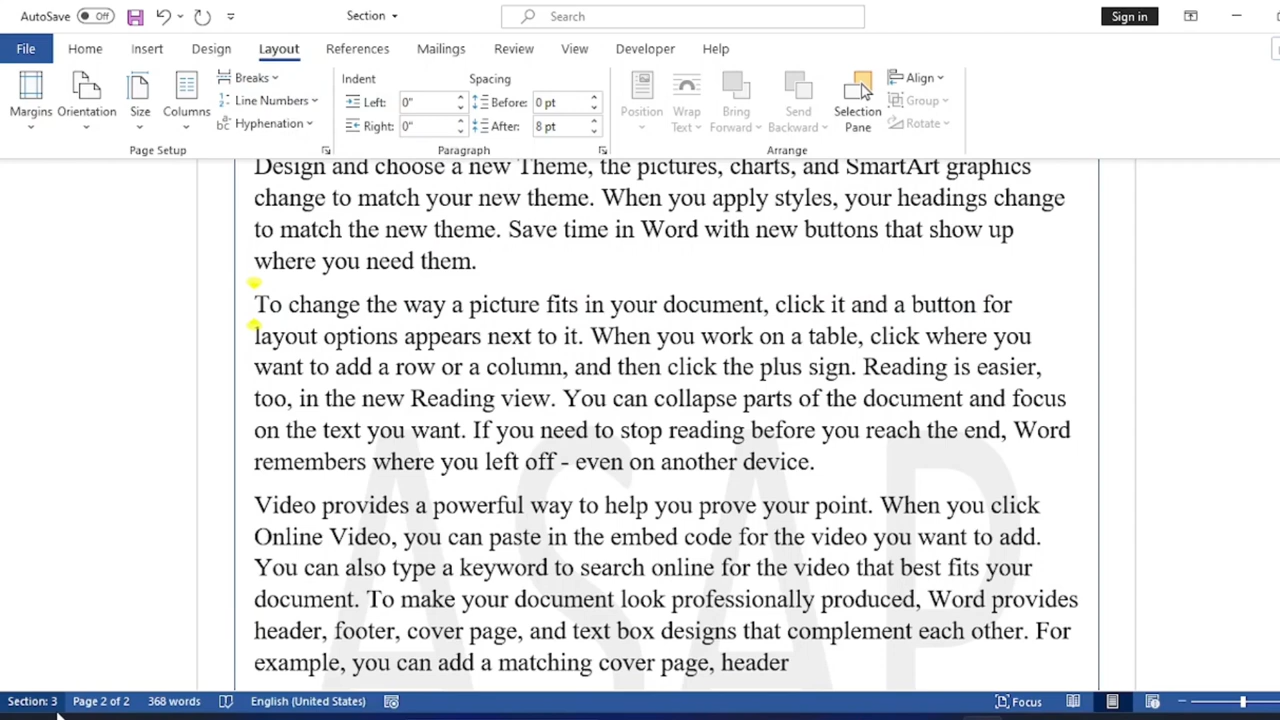 AutoSave Off Section Search Sign in
File Home Insert Design Layout References Mailings Review View Developer Help
Margins Orientation Size Columns Breaks Line Numbers Hyphenation
Page Setup
Indent Spacing
Left: 0" Before: 0 pt
Right: 0" After: 8 pt
Paragraph
Position Wrap Text Bring Forward Send Backward Selection Pane Align Group Rotate
Arrange
Design and choose a new Theme, the pictures, charts, and SmartArt graphics
change to match your new theme. When you apply styles, your headings change
to match the new theme. Save time in Word with new buttons that show up
where you need them.
To change the way a picture fits in your document, click it and a button for
layout options appears next to it. When you work on a table, click where you
want to add a row or a column, and then click the plus sign. Reading is easier,
too, in the new Reading view. You can collapse parts of the document and focus
on the text you want. If you need to stop reading before you reach the end, Word
remembers where you left off - even on another device.
Video provides a powerful way to help you prove your point. When you click
Online Video, you can paste in the embed code for the video you want to add.
You can also type a keyword to search online for the video that best fits your
document. To make your document look professionally produced, Word provides
header, footer, cover page, and text box designs that complement each other. For
example, you can add a matching cover page, header
ASAP
Section: 3 Page 2 of 2 368 words English (United States) Focus